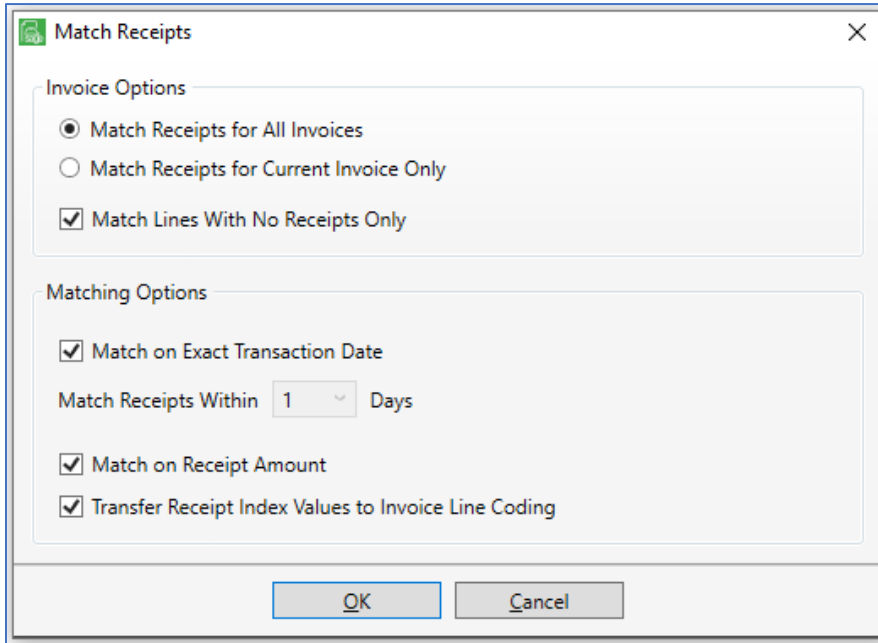 Match Receipts
Invoice Options
Match Receipts for All Invoices
Match Receipts for Current Invoice Only
Match Lines With No Receipts Only
Matching Options
Match on Exact Transaction Date
Match Receipts Within 1 Days
Match on Receipt Amount
Transfer Receipt Index Values to Invoice Line Coding
OK Cancel